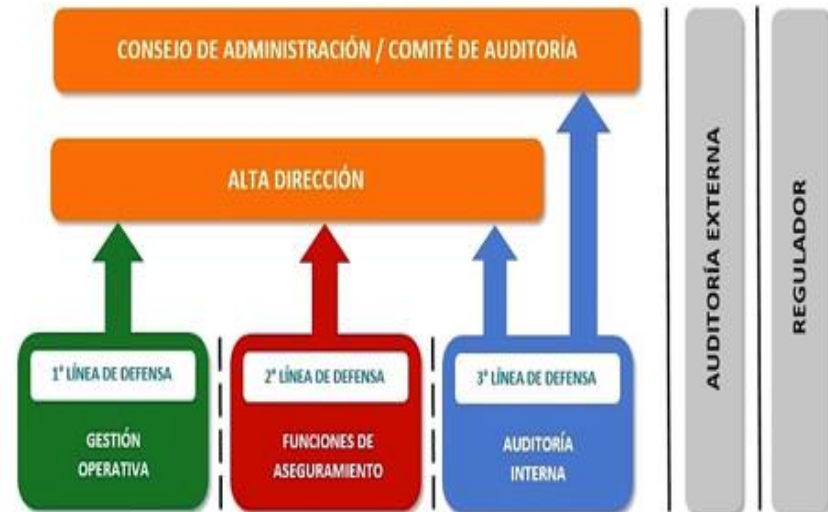 CONSEJO DE ADMINISTRACIÓN / COMITÉ DE AUDITORÍA
ALTA DIRECCIÓN
1ª LÍNEA DE DEFENSA
GESTIÓN
OPERATIVA
2ª LÍNEA DE DEFENSA
FUNCIONES DE
ASEGURAMIENTO
3ª LÍNEA DE DEFENSA
AUDITORÍA
INTERNA
AUDITORÍA EXTERNA
REGULADOR